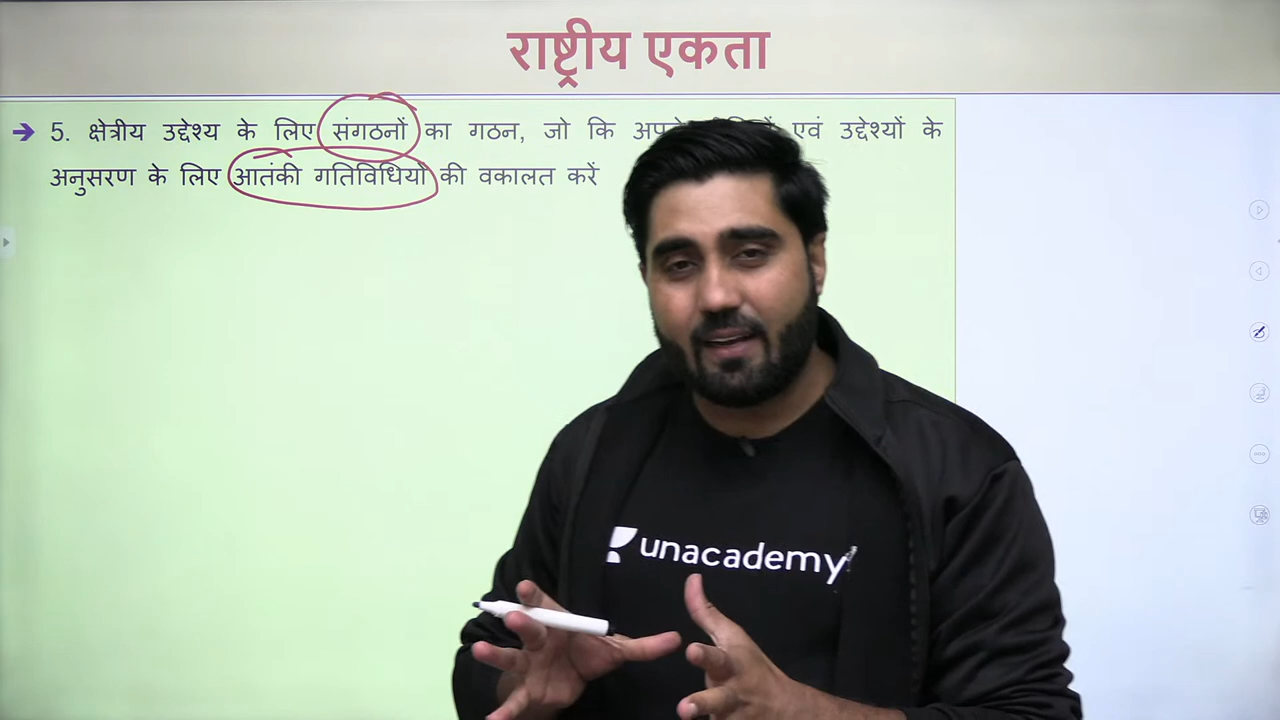 राष्ट्रीय एकता
➔ 5. क्षेत्रीय उद्देश्य के लिए संगठनों का गठन, जो कि एवं उद्देश्यों के
अनुसरण के लिए आतंकी गतिविधियों की वकालत करें
unacademy